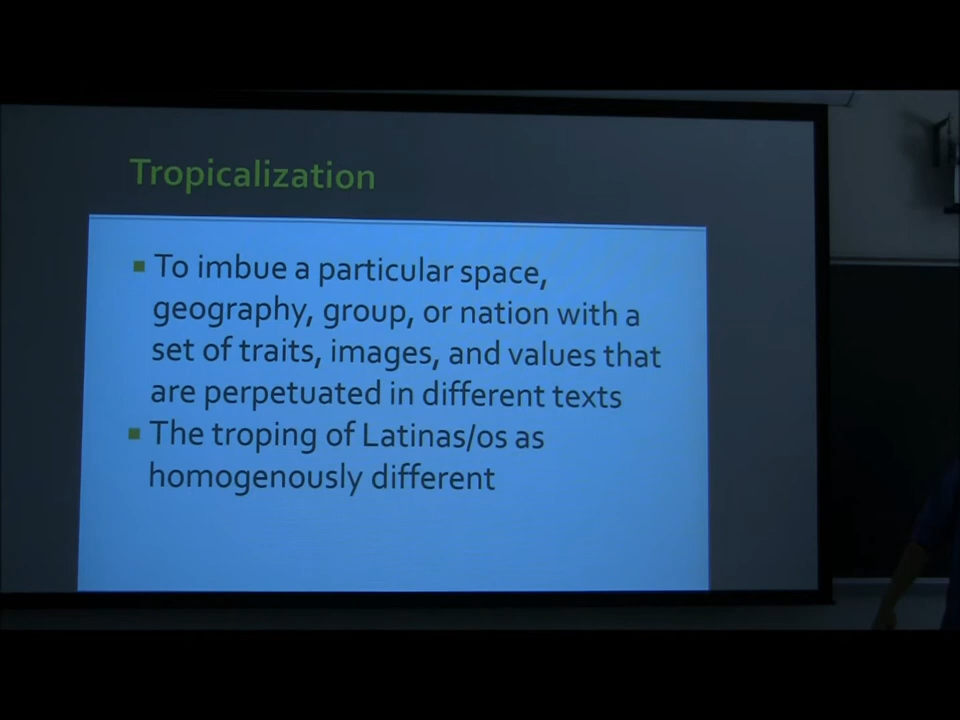 Tropicalization
▪ To imbue a particular space,
geography, group, or nation with a
set of traits, images, and values that
are perpetuated in different texts
▪ The troping of Latinas/os as
homogenously different